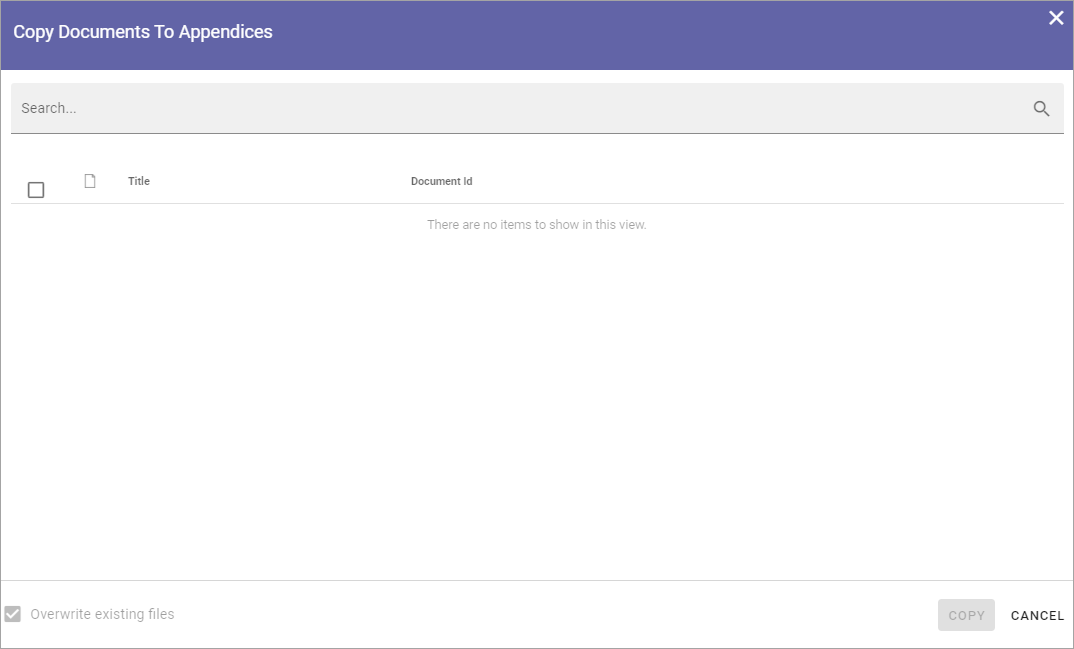 Copy Documents To Appendices
Search...
Title Document Id
There are no items to show in this view.
Overwrite existing files
COPY CANCEL